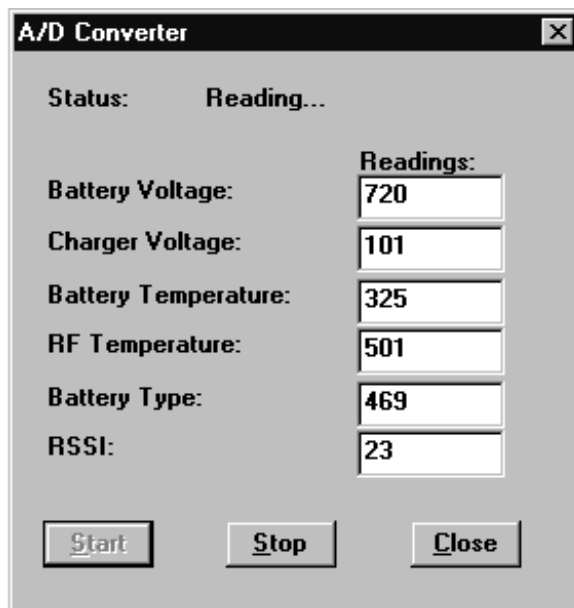 A/D Converter
Status: Reading...
Readings:
Battery Voltage: 720
Charger Voltage: 101
Battery Temperature: 325
RF Temperature: 501
Battery Type: 469
RSSI: 23
Start Stop Close